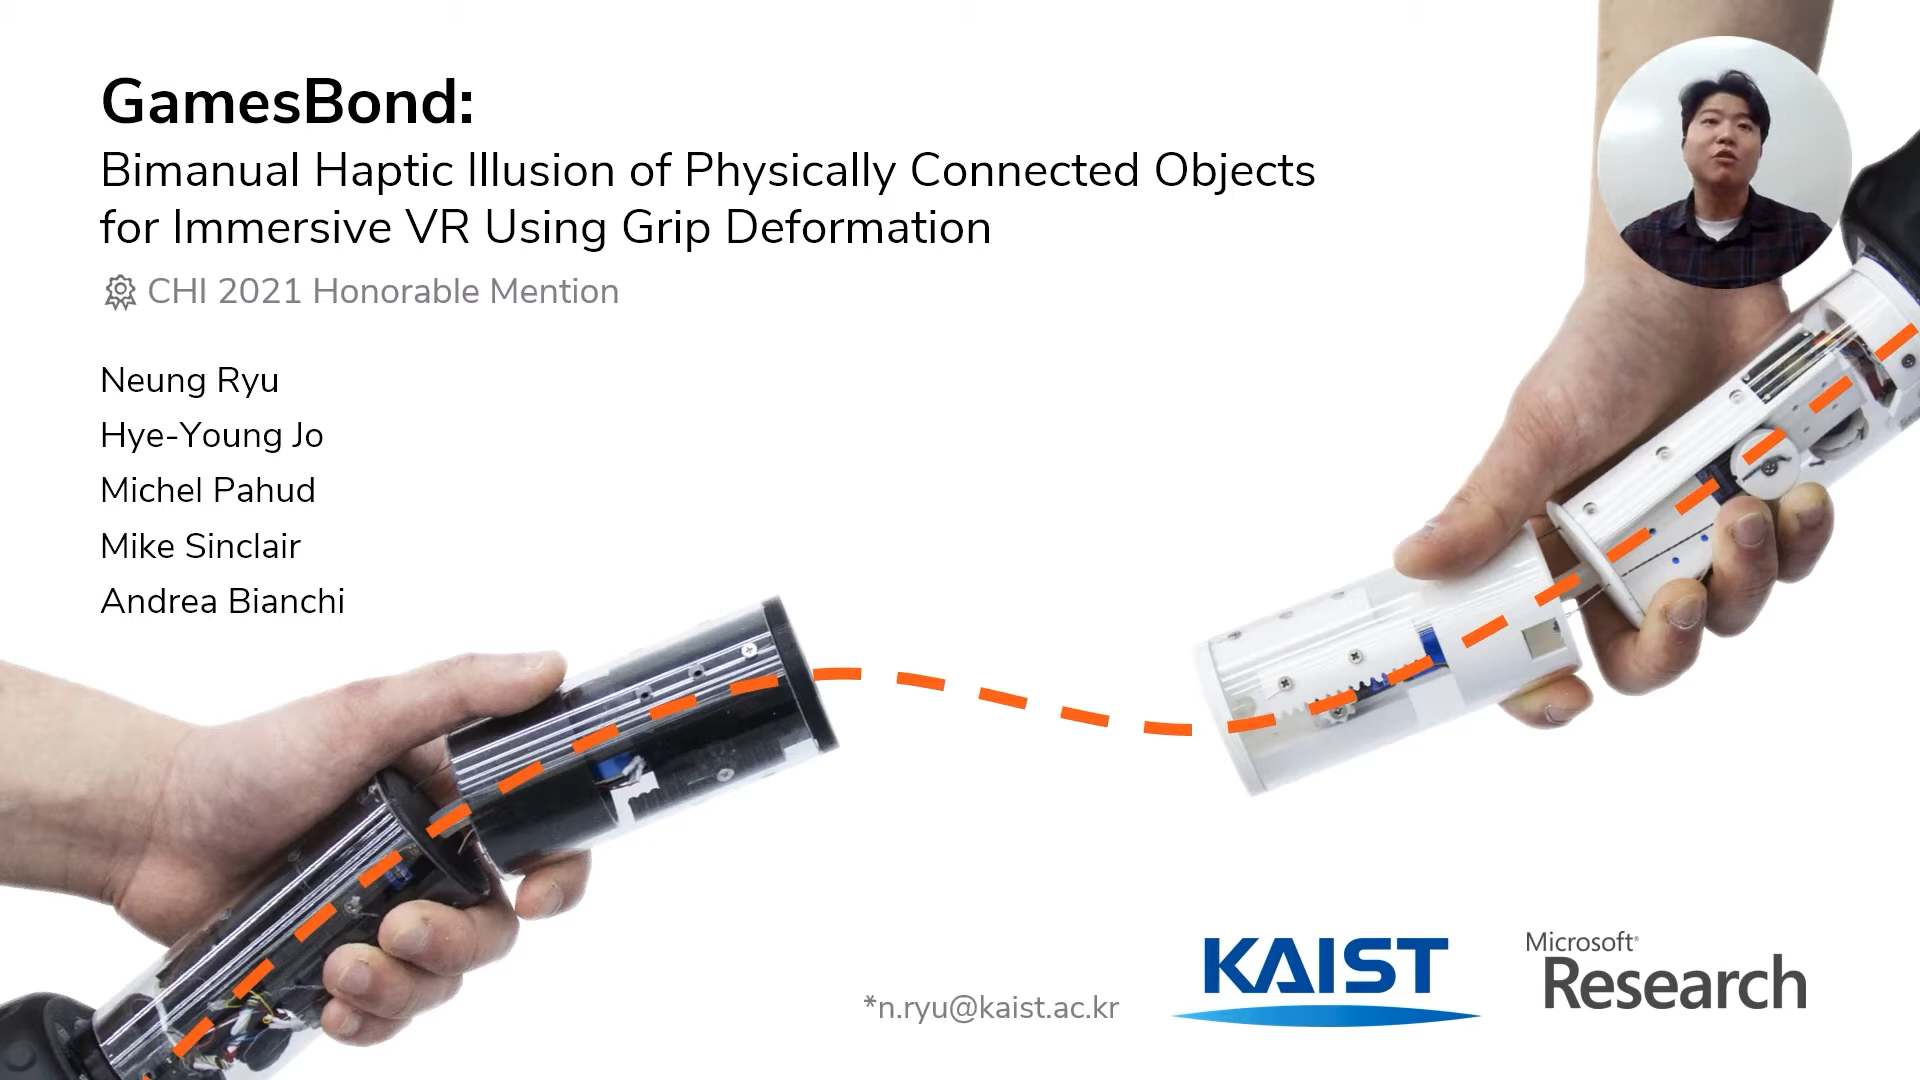 GamesBond:
Bimanual Haptic Illusion of Physically Connected Objects
for Immersive VR Using Grip Deformation
CHI 2021 Honorable Mention
Neung Ryu
Hye-Young Jo
Michel Pahud
Mike Sinclair
Andrea Bianchi
*n.ryu@kaist.ac.kr
KAIST
Microsoft®
Research